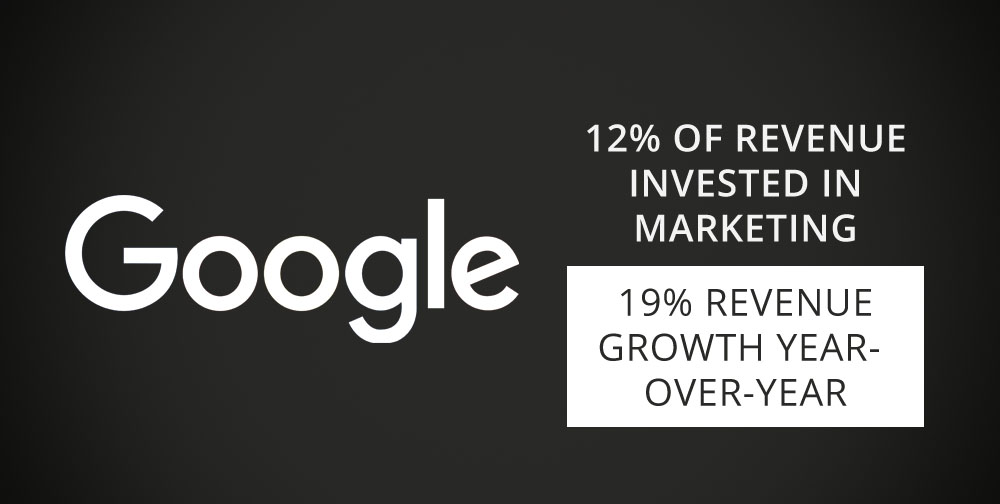 Google
12% OF REVENUE
INVESTED IN
MARKETING
19% REVENUE
GROWTH YEAR-
OVER-YEAR